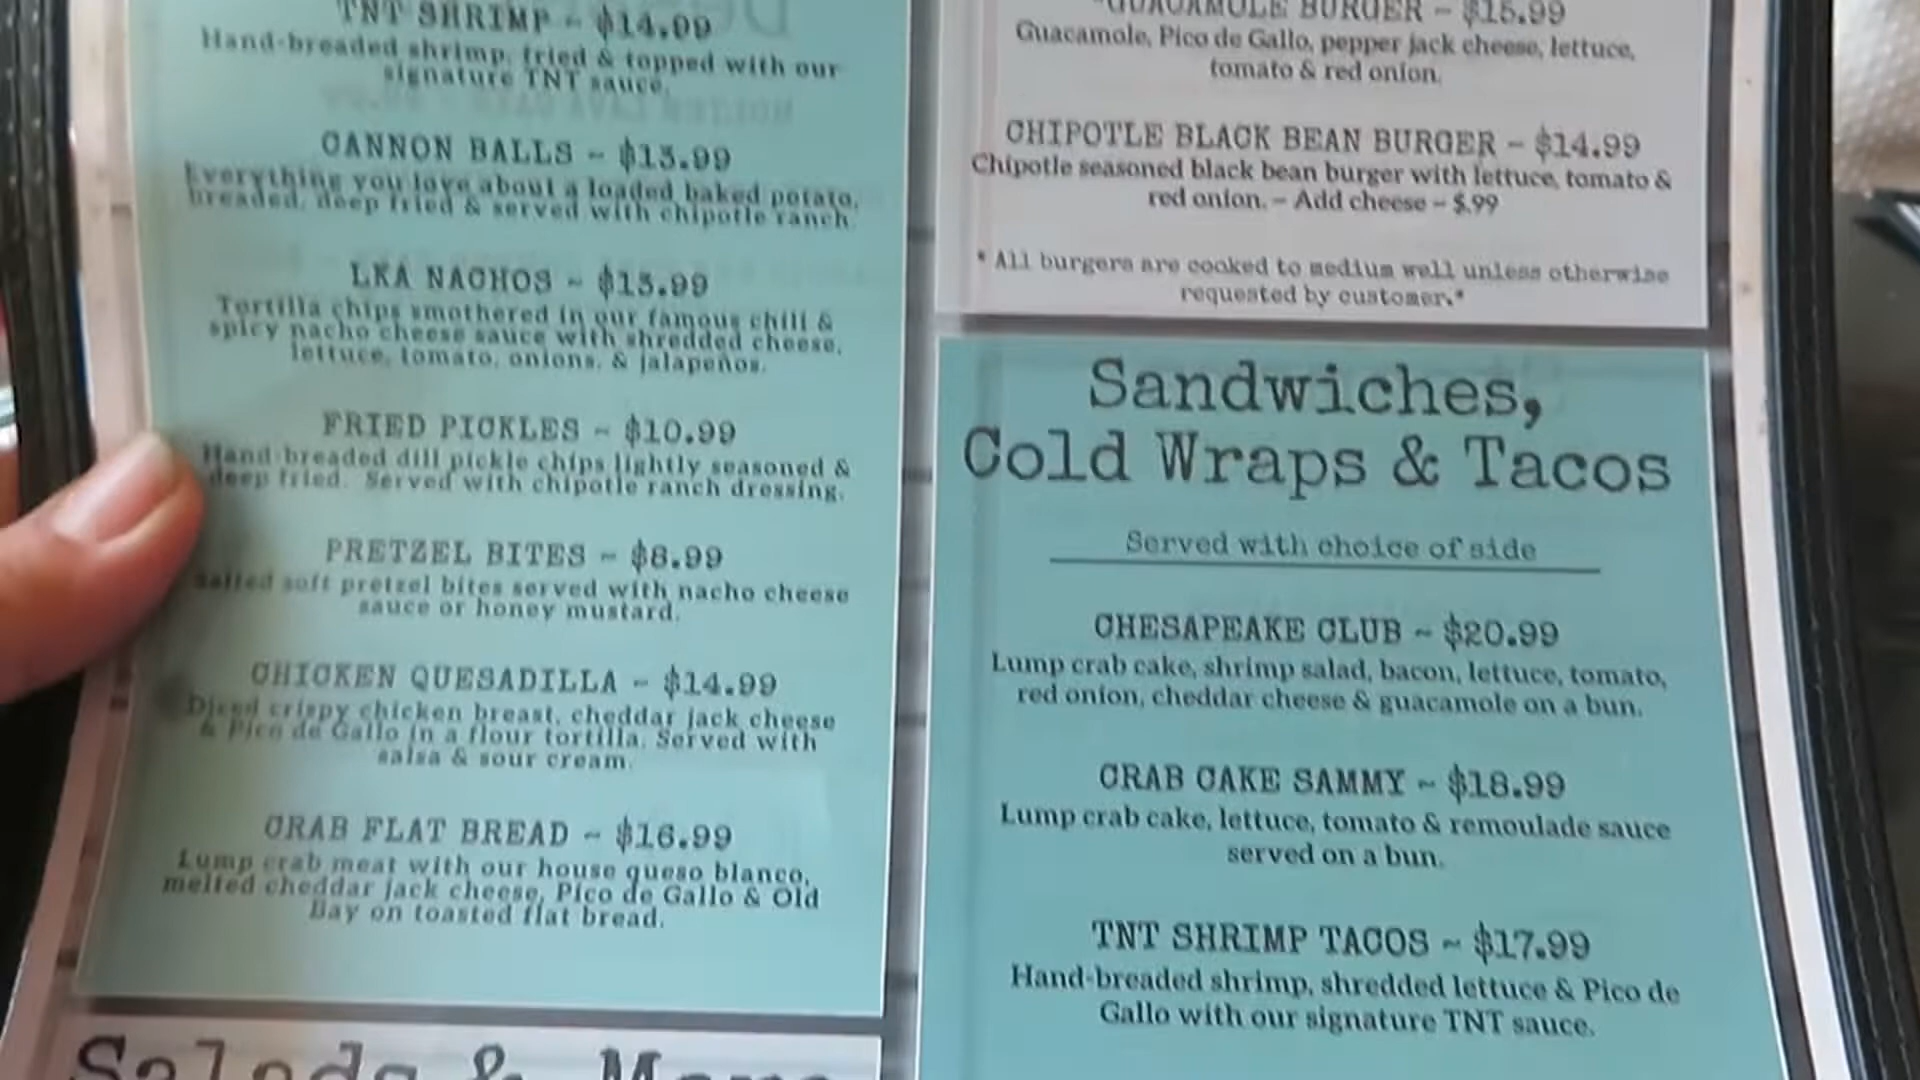 TNT SHRIMP ~ $14.99
Hand-breaded shrimp, fried & topped with our
signature TNT sauce.
CANNON BALLS ~ $13.99
Everything you love about a loaded baked potato,
breaded, deep fried & served with chipotle ranch.
LKA NACHOS ~ $13.99
Tortilla chips smothered in our famous chili &
spicy nacho cheese sauce with shredded cheese,
lettuce, tomato, onions, & jalapeños.
FRIED PICKLES ~ $10.99
Hand-breaded dill pickle chips lightly seasoned &
deep fried. Served with chipotle ranch dressing.
PRETZEL BITES ~ $8.99
Salted soft pretzel bites served with nacho cheese
sauce or honey mustard.
CHICKEN QUESADILLA ~ $14.99
Diced crispy chicken breast, cheddar jack cheese
& Pico de Gallo in a flour tortilla. Served with
salsa & sour cream.
CRAB FLAT BREAD ~ $16.99
Lump crab meat with our house queso blanco,
melted cheddar jack cheese, Pico de Gallo & Old
Bay on toasted flat bread.
Salads &
GUACAMOLE BURGER ~ $15.99
Guacamole, Pico de Gallo, pepper jack cheese, lettuce,
tomato & red onion.
CHIPOTLE BLACK BEAN BURGER ~ $14.99
Chipotle seasoned black bean burger with lettuce, tomato &
red onion. ~ Add cheese ~ $.99
* All burgers are cooked to medium well unless otherwise
requested by customer.*
Sandwiches,
Cold Wraps & Tacos
Served with choice of side
CHESAPEAKE CLUB ~ $20.99
Lump crab cake, shrimp salad, bacon, lettuce, tomato,
red onion, cheddar cheese & guacamole on a bun.
CRAB CAKE SAMMY ~ $18.99
Lump crab cake, lettuce, tomato & remoulade sauce
served on a bun.
TNT SHRIMP TACOS ~ $17.99
Hand-breaded shrimp, shredded lettuce & Pico de
Gallo with our signature TNT sauce.